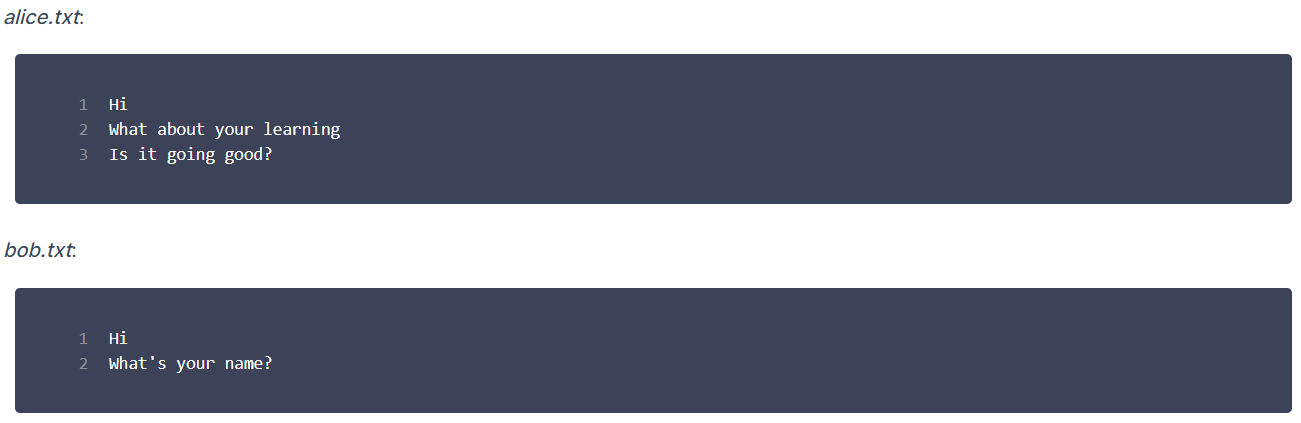 alice.txt:
1 Hi
2 What about your learning
3 Is it going good?
bob.txt:
1 Hi
2 What's your name?